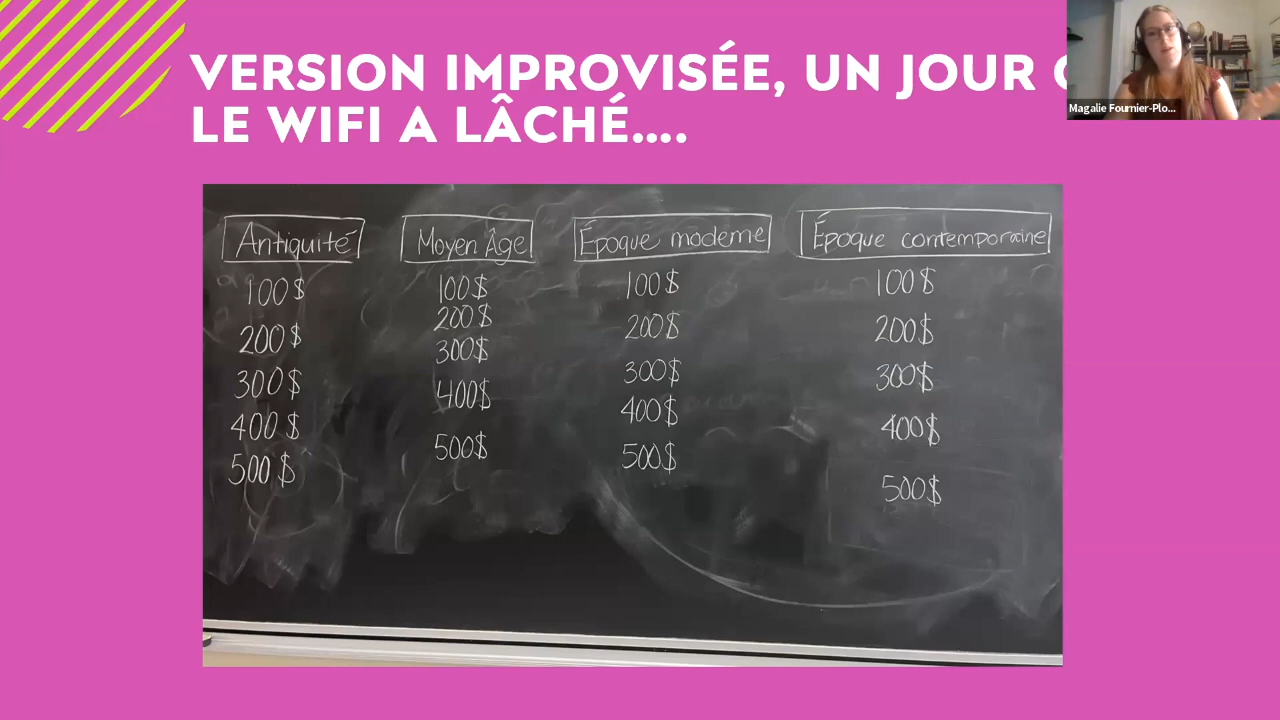 VERSION IMPROVISÉE, UN JOUR
LE WIFI A LÂCHÉ....
Magalie Fournier-Plo...
Antiquité Moyen Âge Époque moderne Époque contemporaine
100$ 100$ 100$ 100$
200$ 200$ 200$ 200$
300$ 300$ 300$ 300$
400$ 400$ 400$ 400$
500$ 500$ 500$ 500$